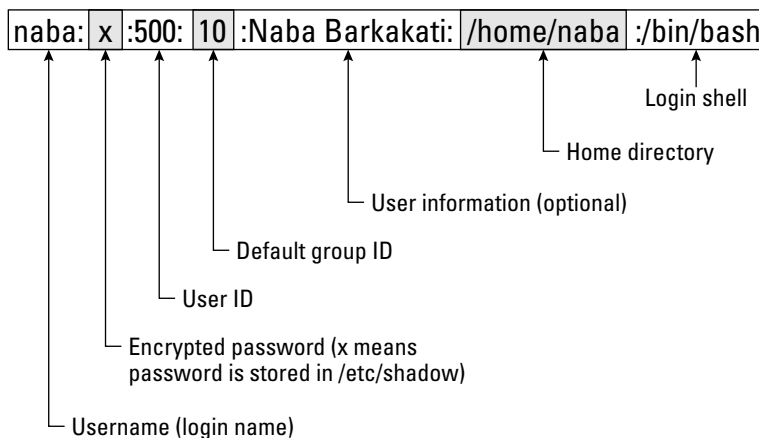 naba: x :500: 10 :Naba Barkakati: /home/naba :/bin/bash
Login shell
Home directory
User information (optional)
Default group ID
User ID
Encrypted password (x means
password is stored in /etc/shadow)
Username (login name)